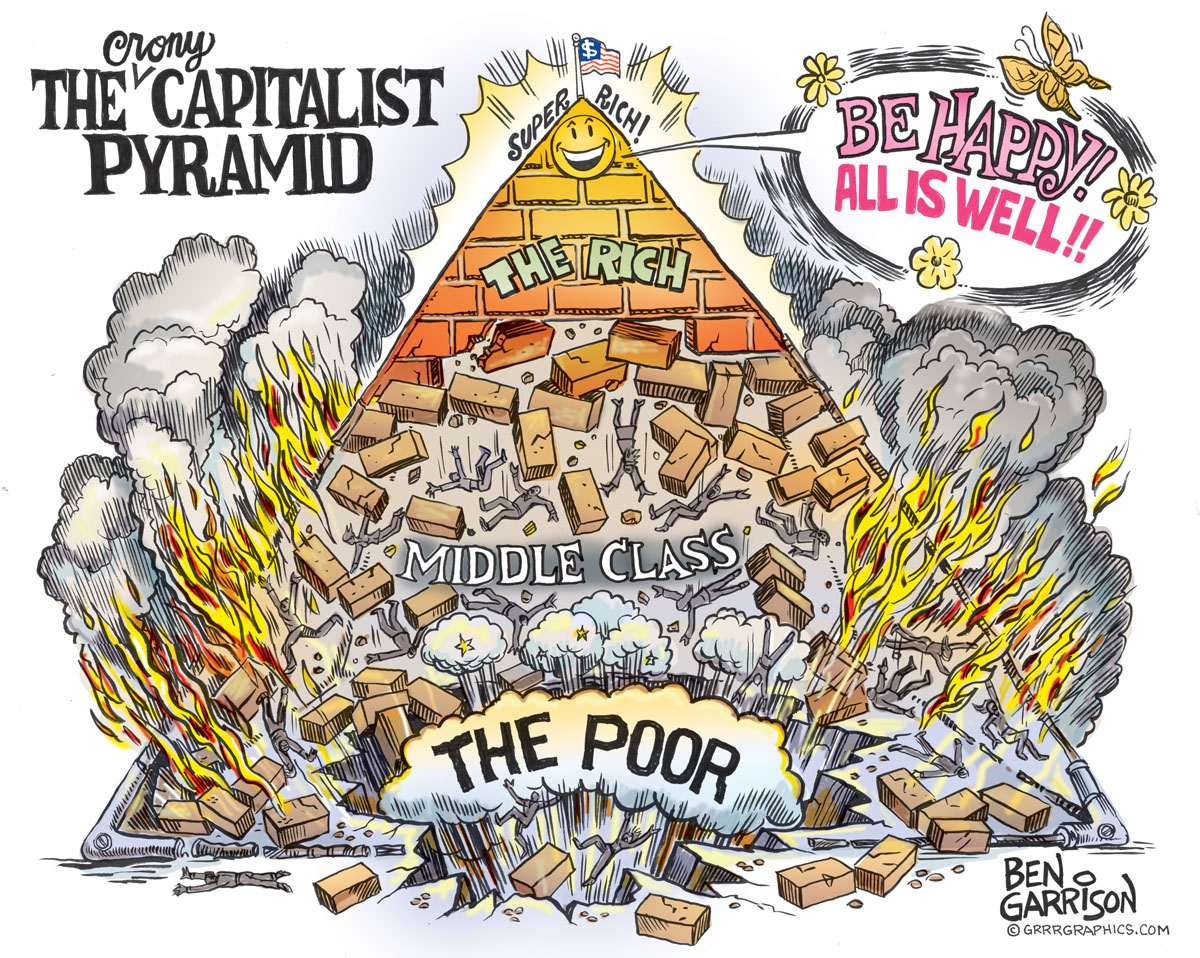 Crony
THE CAPITALIST
PYRAMID
$
SUPER RICH!
BE HAPPY!
ALL IS WELL!!
THE RICH
MIDDLE CLASS
THE POOR
BEN
GARRISON
© GRRRGRAPHICS.COM